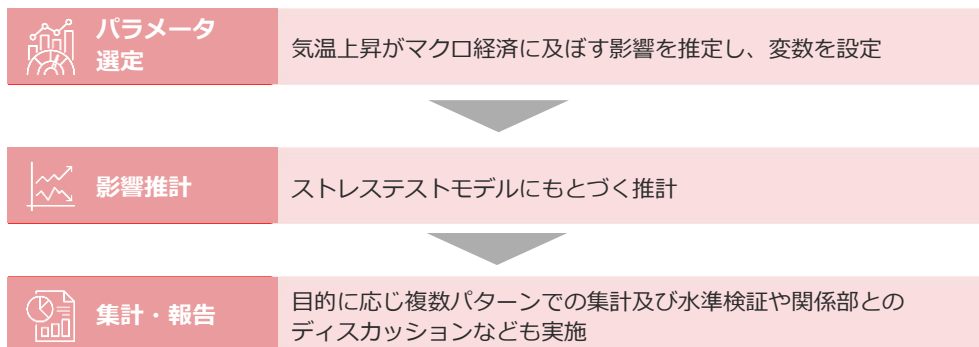 パラメータ
選定
気温上昇がマクロ経済に及ぼす影響を推定し、変数を設定
影響推計
ストレステストモデルにもとづく推計
集計・報告
目的に応じ複数パターンでの集計及び水準検証や関係部との
ディスカッションなども実施